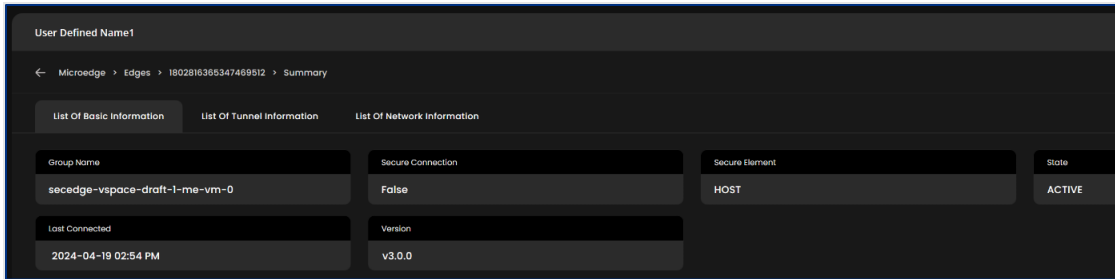 User Defined Name1
Microedge > Edges > 1802816365347469512 > Summary
List Of Basic Information List Of Tunnel Information List Of Network Information
Group Name Secure Connection Secure Element State
secedge-vspace-draft-1-me-vm-0 False HOST ACTIVE
Last Connected Version
2024-04-19 02:54 PM v3.0.0